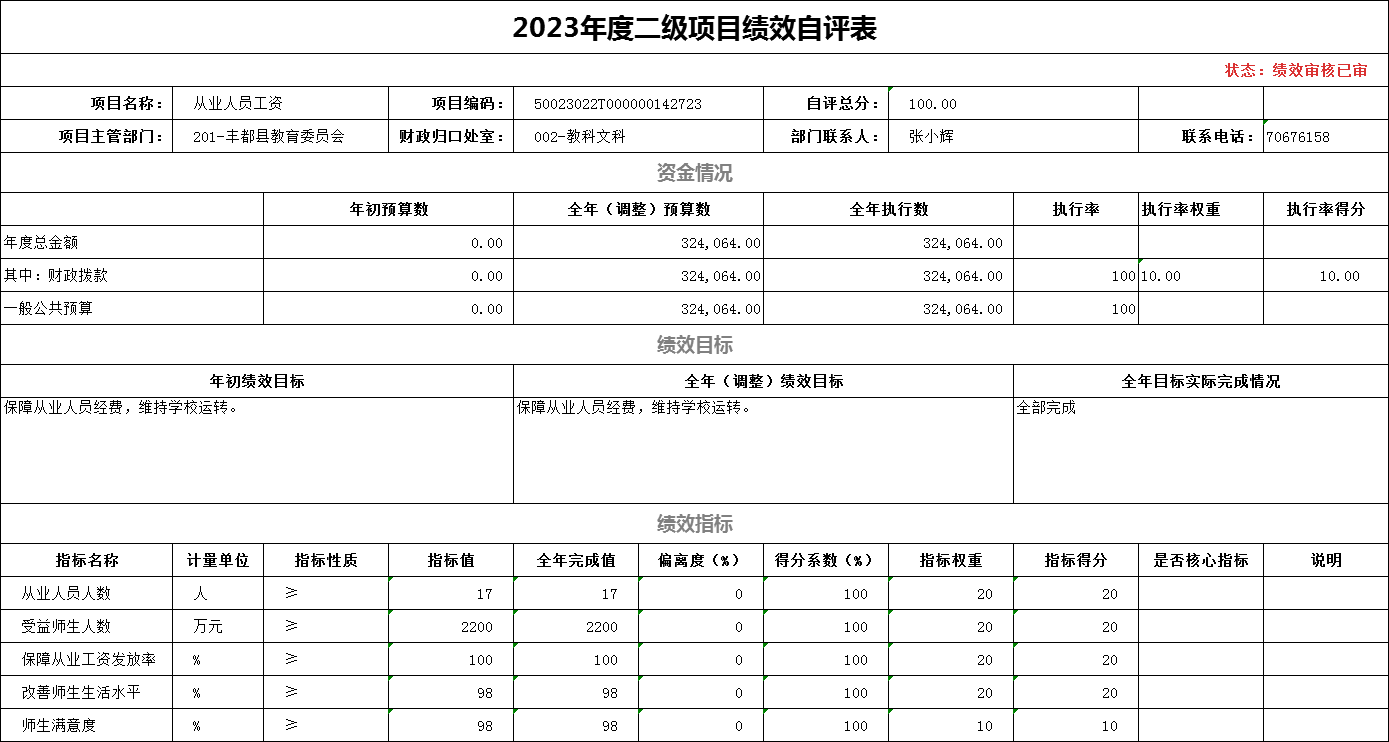 2023年度二级项目绩效自评表
状态：绩效审核已审
项目名称： 从业人员工资 项目编码： 50023022T000000142723 自评总分： 100.00
项目主管部门： 201-丰都县教育委员会 财政归口处室： 002-教科文科 部门联系人： 张小辉 联系电话： 70676158
资金情况
年初预算数 全年（调整）预算数 全年执行数 执行率 执行率权重 执行率得分
年度总金额 0.00 324,064.00 324,064.00
其中：财政拨款 0.00 324,064.00 324,064.00 100 10.00 10.00
一般公共预算 0.00 324,064.00 324,064.00 100
绩效目标
年初绩效目标 全年（调整）绩效目标 全年目标实际完成情况
保障从业人员经费，维持学校运转。 保障从业人员经费，维持学校运转。 全部完成
绩效指标
指标名称 计量单位 指标性质 指标值 全年完成值 偏离度（%） 得分系数（%） 指标权重 指标得分 是否核心指标 说明
从业人员人数 人 ≥ 17 17 0 100 20 20
受益师生人数 万元 ≥ 2200 2200 0 100 20 20
保障从业工资发放率 % ≥ 100 100 0 100 20 20
改善师生生活水平 % ≥ 98 98 0 100 20 20
师生满意度 % ≥ 98 98 0 100 10 10